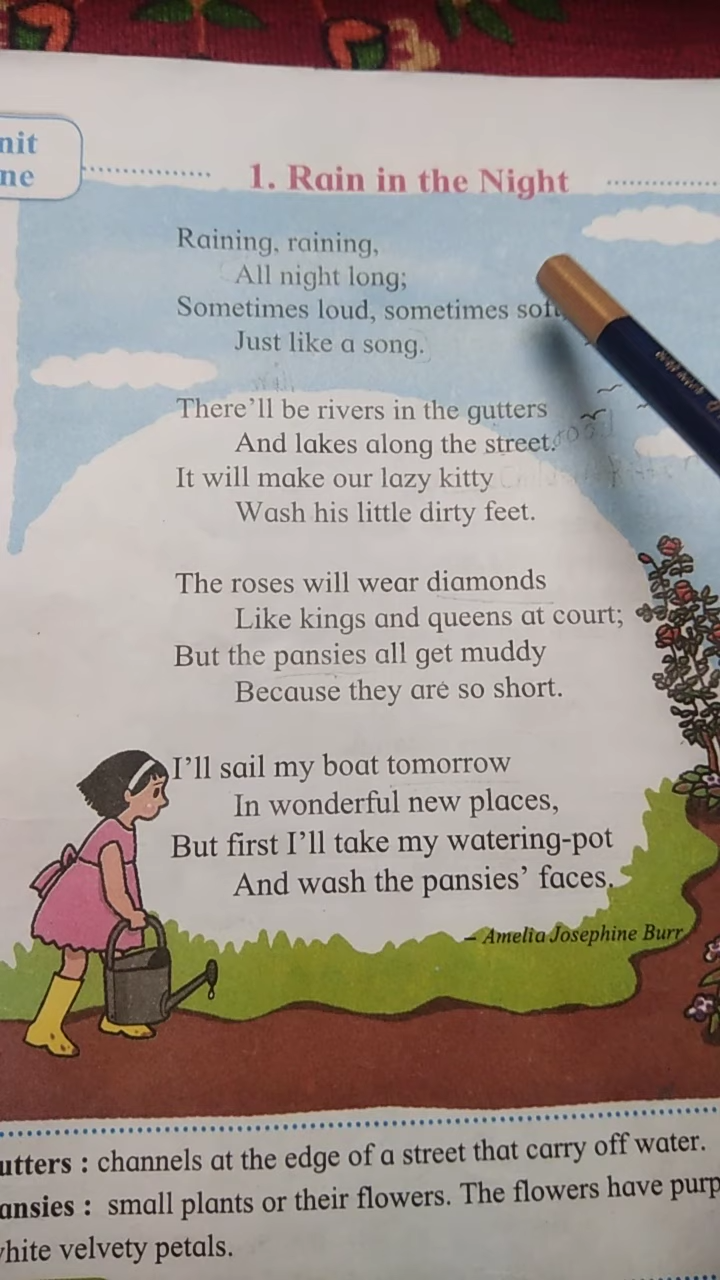 nit
ne
1. Rain in the Night
Raining, raining,
All night long;
Sometimes loud, sometimes soft,
Just like a song.
There'll be rivers in the gutters
And lakes along the street.
It will make our lazy kitty
Wash his little dirty feet.
The roses will wear diamonds
Like kings and queens at court;
But the pansies all get muddy
Because they are so short.
I'll sail my boat tomorrow
In wonderful new places,
But first I'll take my watering-pot
And wash the pansies' faces.
– Amelia Josephine Burr
utters : channels at the edge of a street that carry off water.
ansies : small plants or their flowers. The flowers have purp
hite velvety petals.